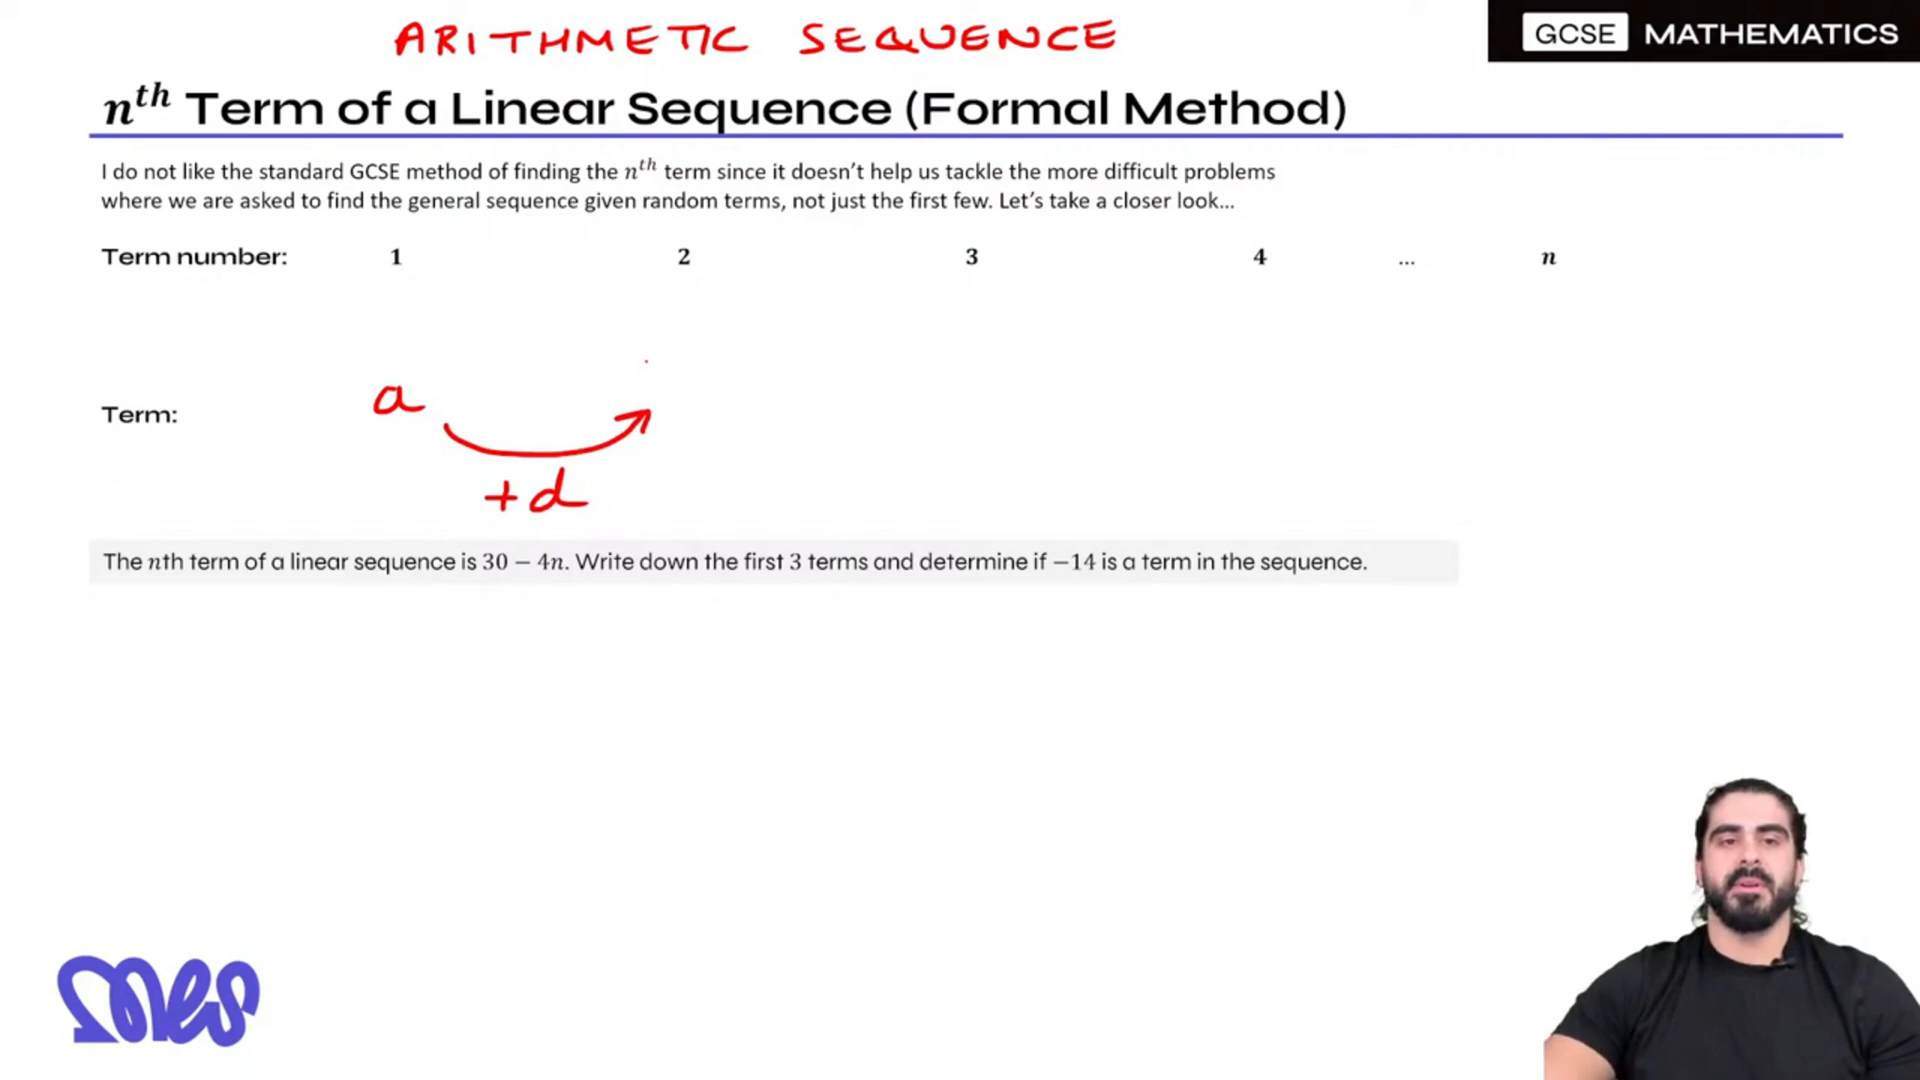 ARITHMETIC SEQUENCE
GCSE MATHEMATICS
nth Term of a Linear Sequence (Formal Method)
I do not like the standard GCSE method of finding the nth term since it doesn't help us tackle the more difficult problems
where we are asked to find the general sequence given random terms, not just the first few. Let's take a closer look...
Term number: 1 2 3 4 ... n
Term: a
+d
The nth term of a linear sequence is 30 − 4n. Write down the first 3 terms and determine if −14 is a term in the sequence.
mes